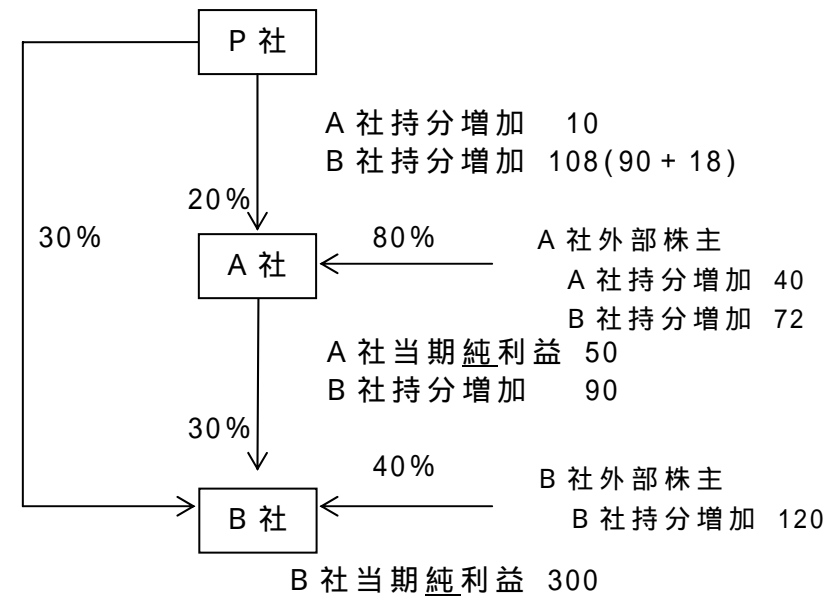 P社
A社持分増加 10
B社持分増加 108(90+18)
20%
30%
80%
A社外部株主
A社
A社持分増加 40
B社持分増加 72
A社当期純利益 50
B社持分増加 90
30%
40%
B社外部株主
B社
B社持分増加 120
B社当期純利益 300